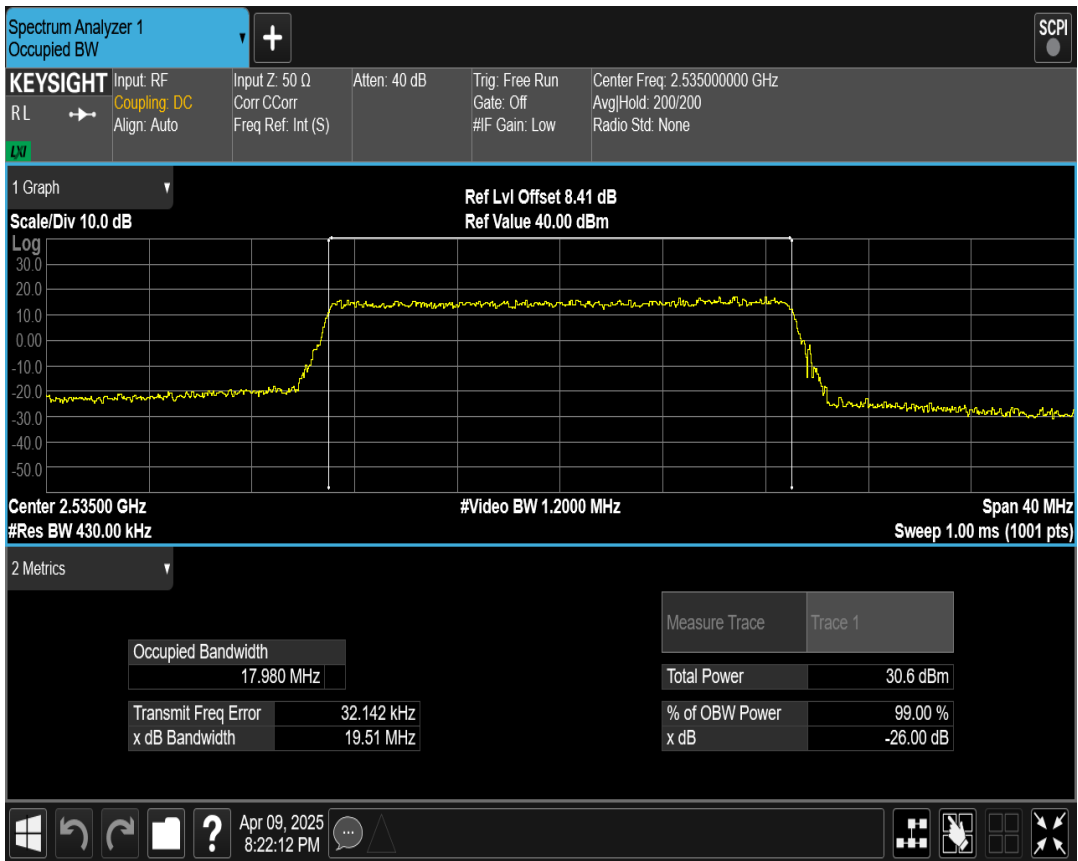 Spectrum Analyzer 1
Occupied BW
SCPI
KEYSIGHT
R L
LXI
Input: RF
Coupling: DC
Align: Auto
Input Z: 50 Ω
Corr CCorr
Freq Ref: Int (S)
Atten: 40 dB
Trig: Free Run
Gate: Off
#IF Gain: Low
Center Freq: 2.535000000 GHz
Avg|Hold: 200/200
Radio Std: None
1 Graph
Scale/Div 10.0 dB
Ref Lvl Offset 8.41 dB
Ref Value 40.00 dBm
Log
30.0
20.0
10.0
0.00
-10.0
-20.0
-30.0
-40.0
-50.0
Center 2.53500 GHz
#Res BW 430.00 kHz
#Video BW 1.2000 MHz
Span 40 MHz
Sweep 1.00 ms (1001 pts)
2 Metrics
Occupied Bandwidth
17.980 MHz
Transmit Freq Error 32.142 kHz
x dB Bandwidth 19.51 MHz
Measure Trace Trace 1
Total Power 30.6 dBm
% of OBW Power 99.00 %
x dB -26.00 dB
?
Apr 09, 2025
8:22:12 PM